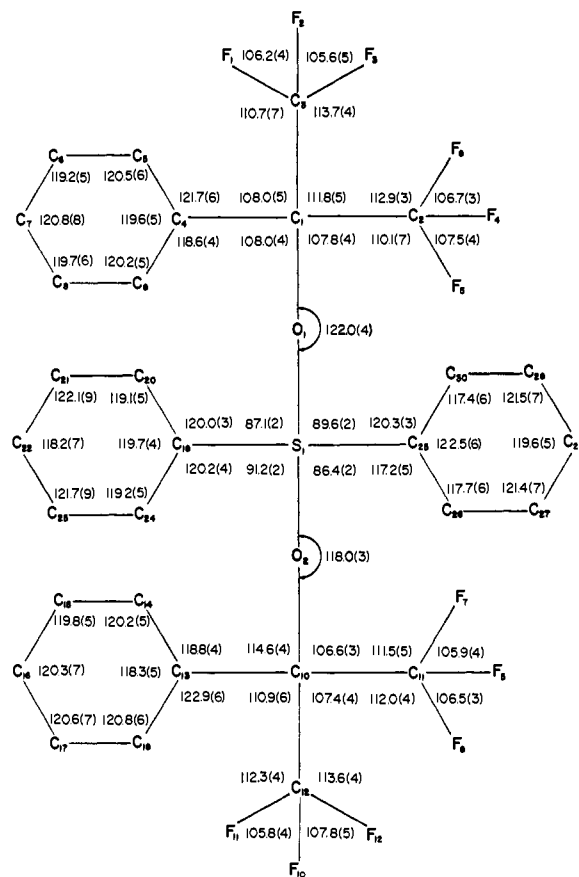 F₂
F₁ 106.2(4) 105.6(5) F₃
C₃
110.7(7) 113.7(4)
C₆ C₅ F₆
119.2(5) 120.5(6) 121.7(6) 108.0(5) 111.8(5) 112.9(3) 106.7(3)
C₇ 120.8(8) 119.6(5) C₄ C₁ C₂ F₄
118.6(4) 108.0(4) 107.8(4) 110.1(7) 107.5(4)
119.7(6) 120.2(5)
C₈ C₉ F₅
O₁ 122.0(4)
C₂₁ C₂₀ C₃₀ C₂₉
122.1(9) 119.1(5) 117.4(6) 121.5(7)
120.0(3) 87.1(2) 89.6(2) 120.3(3)
C₂₂ 118.2(7) 119.7(4) C₁₉ S₁ C₂₅ 122.5(6) 119.6(5) C₂
120.2(4) 91.2(2) 86.4(2) 117.2(5)
121.7(9) 119.2(5) 117.7(6) 121.4(7)
C₂₃ C₂₄ C₂₆ C₂₇
O₂ 118.0(3)
C₁₅ C₁₄ F₇
119.8(5) 120.2(5)
118.8(4) 114.6(4) 106.6(3) 111.5(5) 105.9(4)
C₁₆ 120.3(7) 118.3(5) C₁₃ C₁₀ C₁₁
122.9(6) 110.9(6) 107.4(4) 112.0(4) 106.5(3)
120.6(7) 120.8(6)
C₁₇ C₁₈
112.3(4) 113.6(4)
C₁₂
F₁₁ 105.8(4) 107.8(5) F₁₂
F₁₀